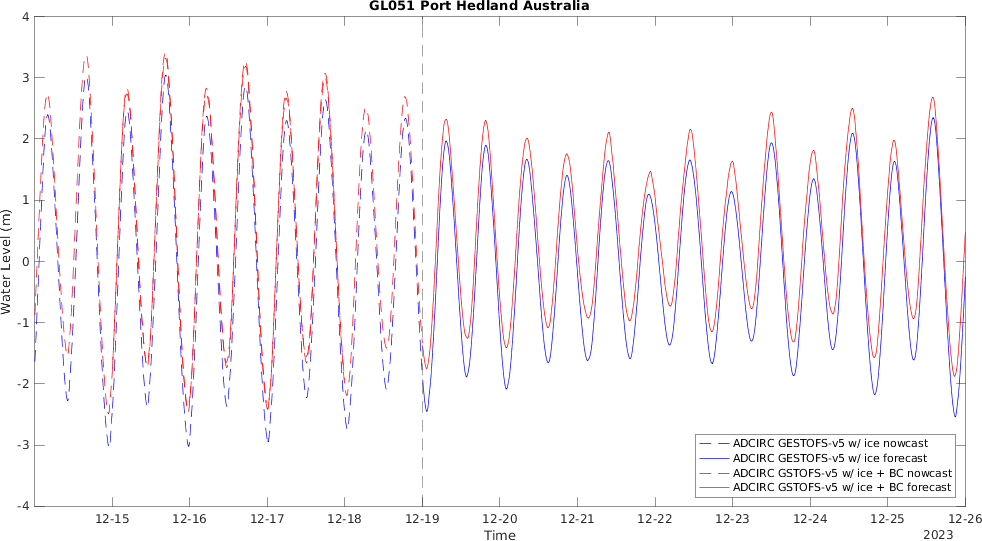 GL051 Port Hedland Australia
4
3
2
1
0
-1
-2
-3
-4
Water Level (m)
ADCIRC GESTOFS-v5 w/ ice nowcast
ADCIRC GESTOFS-v5 w/ ice forecast
ADCIRC GSTOFS-v5 w/ ice + BC nowcast
ADCIRC GSTOFS-v5 w/ ice + BC forecast
12-15 12-16 12-17 12-18 12-19 12-20 12-21 12-22 12-23 12-24 12-25 12-26
Time
2023